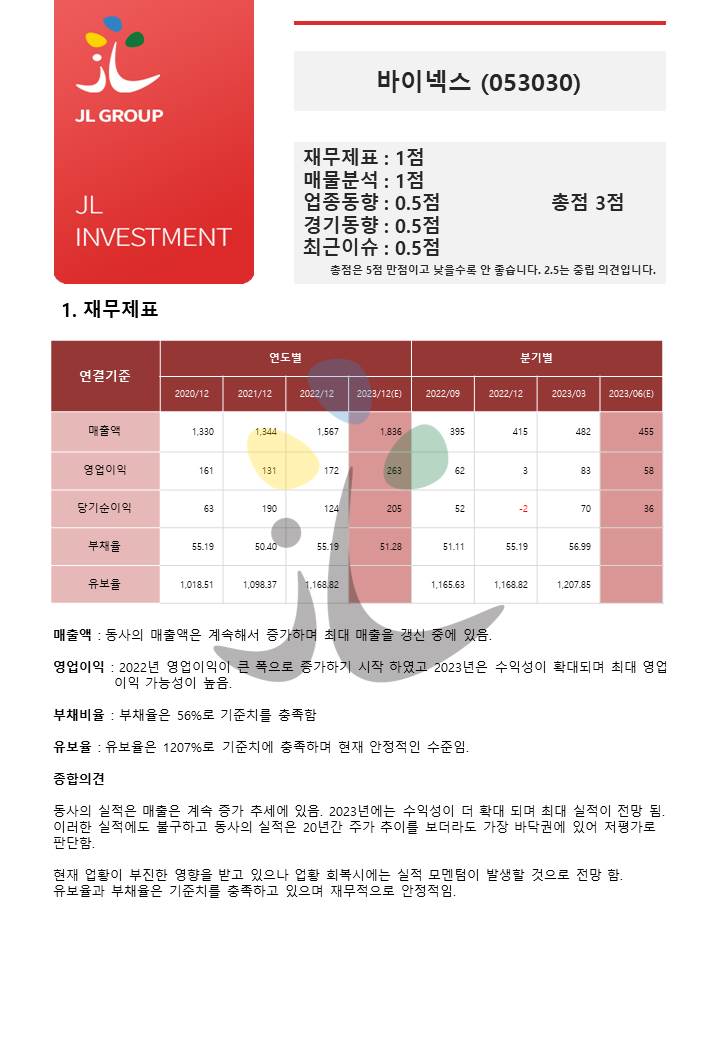 JL GROUP
JL
INVESTMENT
바이넥스 (053030)
재무제표 : 1점
매물분석 : 1점
업종동향 : 0.5점 총점 3점
경기동향 : 0.5점
최근이슈 : 0.5점
총점은 5점 만점이고 낮을수록 안 좋습니다. 2.5는 중립 의견입니다.
1. 재무제표
연결기준 연도별 분기별
2020/12 2021/12 2022/12 2023/12(E) 2022/09 2022/12 2023/03 2023/06(E)
매출액 1,330 1,344 1,567 1,836 395 415 482 455
영업이익 161 131 172 263 62 3 83 58
당기순이익 63 190 124 205 52 -2 70 36
부채율 55.19 50.40 55.19 51.28 51.11 55.19 56.99
유보율 1,018.51 1,098.37 1,168.82 1,165.63 1,168.82 1,207.85
매출액 : 동사의 매출액은 계속해서 증가하며 최대 매출을 갱신 중에 있음.
영업이익 : 2022년 영업이익이 큰 폭으로 증가하기 시작 하였고 2023년은 수익성이 확대되며 최대 영업
이익 가능성이 높음.
부채비율 : 부채율은 56%로 기준치를 충족함
유보율 : 유보율은 1207%로 기준치에 충족하며 현재 안정적인 수준임.
종합의견
동사의 실적은 매출은 계속 증가 추세에 있음. 2023년에는 수익성이 더 확대 되며 최대 실적이 전망 됨.
이러한 실적에도 불구하고 동사의 실적은 20년간 주가 추이를 보더라도 가장 바닥권에 있어 저평가로
판단함.
현재 업황이 부진한 영향을 받고 있으나 업황 회복시에는 실적 모멘텀이 발생할 것으로 전망 함.
유보율과 부채율은 기준치를 충족하고 있으며 재무적으로 안정적임.